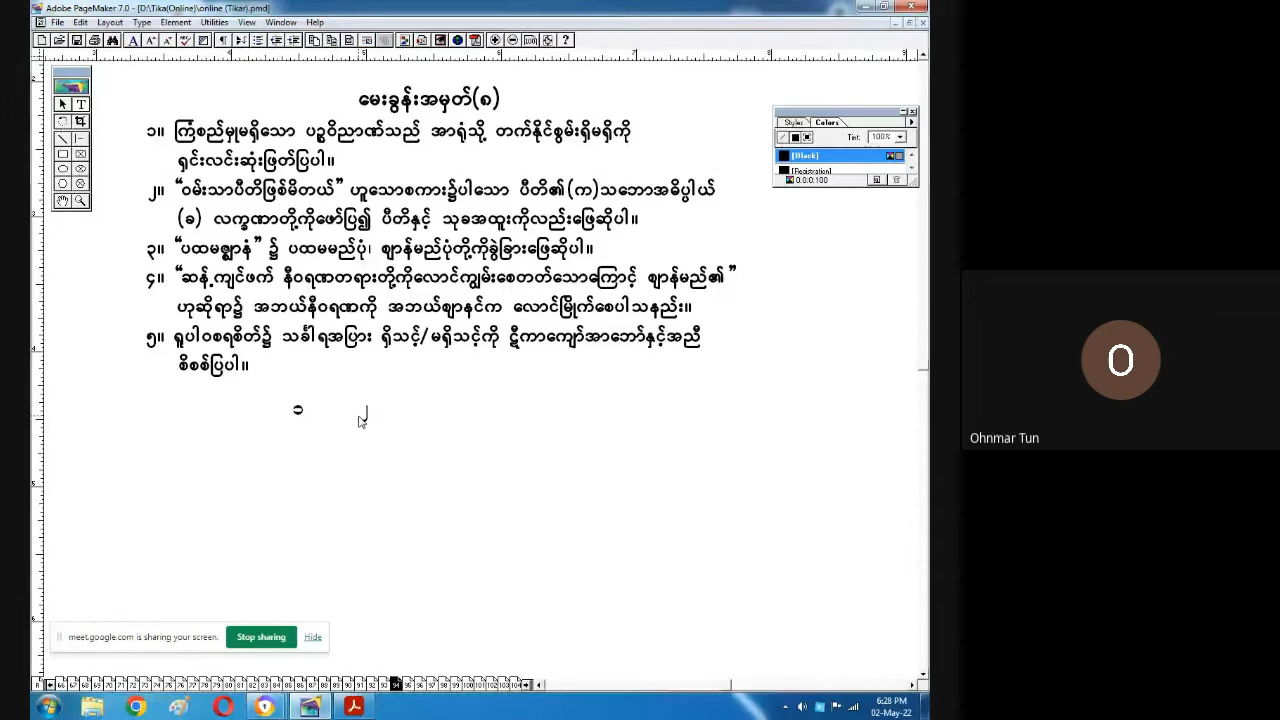 Adobe PageMaker 7.0 - [D:\Tika(Online)\online (Tikar).pmd]
File Edit Layout Type Element Utilities View Window Help
မေးခွန်းအမှတ်(၈)
၁။ ကြံစည်မှုမရှိသော ပဉ္စဝိညာဏ်သည် အာရုံသို့ တက်နိုင်စွမ်းရှိမရှိကို
ရှင်းလင်းဆုံးဖြတ်ပြပါ။
၂။ “ဝမ်းသာပီတိဖြစ်မိတယ်” ဟူသောစကား၌ပါသော ပီတိ၏(က)သဘောအဓိပ္ပါယ်
(ခ) လက္ခဏာတို့ကိုဖော်ပြ၍ ပီတိနှင့် သုခအထူးကိုလည်းဖြေဆိုပါ။
၃။ “ပထမဇ္ဈာနံ” ၌ ပထမမည်ပုံ၊ ဈာန်မည်ပုံတို့ကိုခွဲခြားဖြေဆိုပါ။
၄။ “ဆန့်ကျင်ဖက် နီဝရဏတရားတို့ကိုလောင်ကျွမ်းစေတတ်သောကြောင့် ဈာန်မည်၏”
ဟုဆိုရာ၌ အဘယ်နီဝရဏကို အဘယ်ဈာနင်က လောင်မြိုက်စေပါသနည်း။
၅။ ရူပါဝစရစိတ်၌ သင်္ခါရအပြား ရှိသင့်/မရှိသင့်ကို ဋီကာကျော်အာဘော်နှင့်အညီ
စိစစ်ပြပါ။
၁ ၂
Styles Colors
Tint: 100%
[Black]
[Registration]
0:0:0:100
O
Ohnmar Tun
meet.google.com is sharing your screen. Stop sharing Hide
6:28 PM
02-May-22